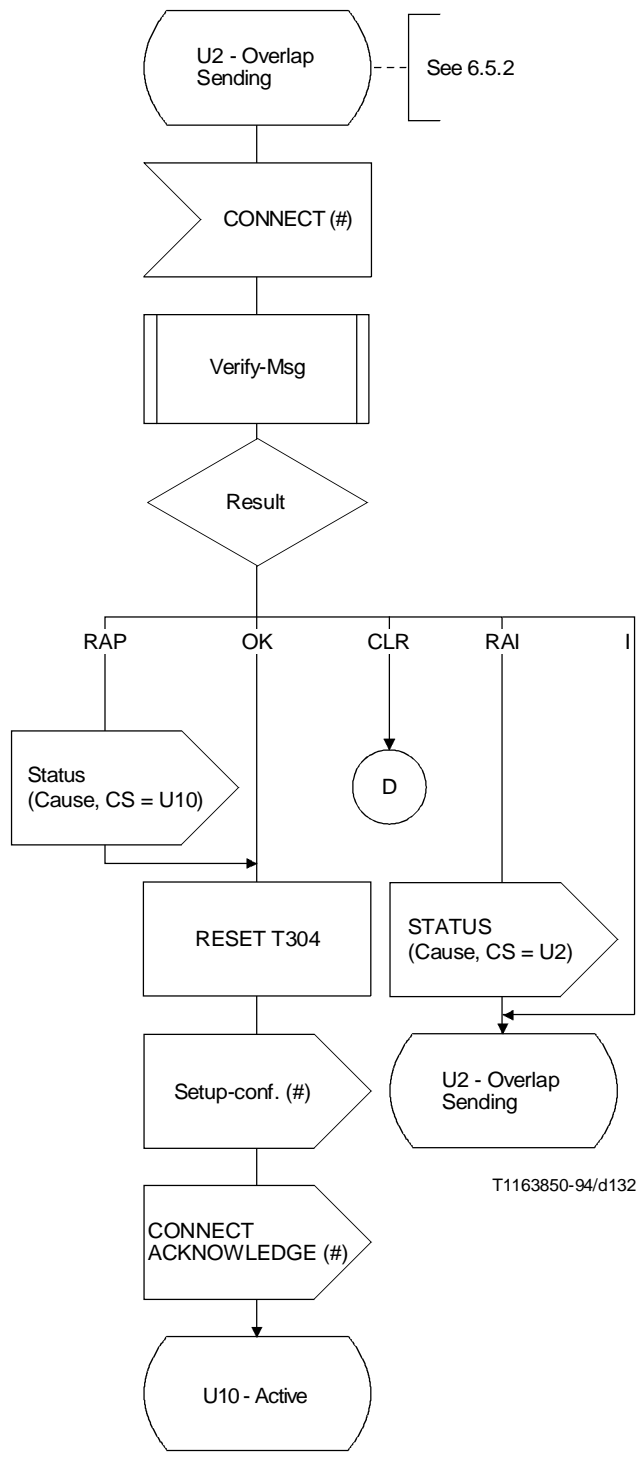 U2 - Overlap
Sending
See 6.5.2
CONNECT (#)
Verify-Msg
Result
RAP
OK
CLR
RAI
I
Status
(Cause, CS = U10)
D
RESET T304
STATUS
(Cause, CS = U2)
Setup-conf. (#)
U2 - Overlap
Sending
T1163850-94/d132
CONNECT
ACKNOWLEDGE (#)
U10 - Active